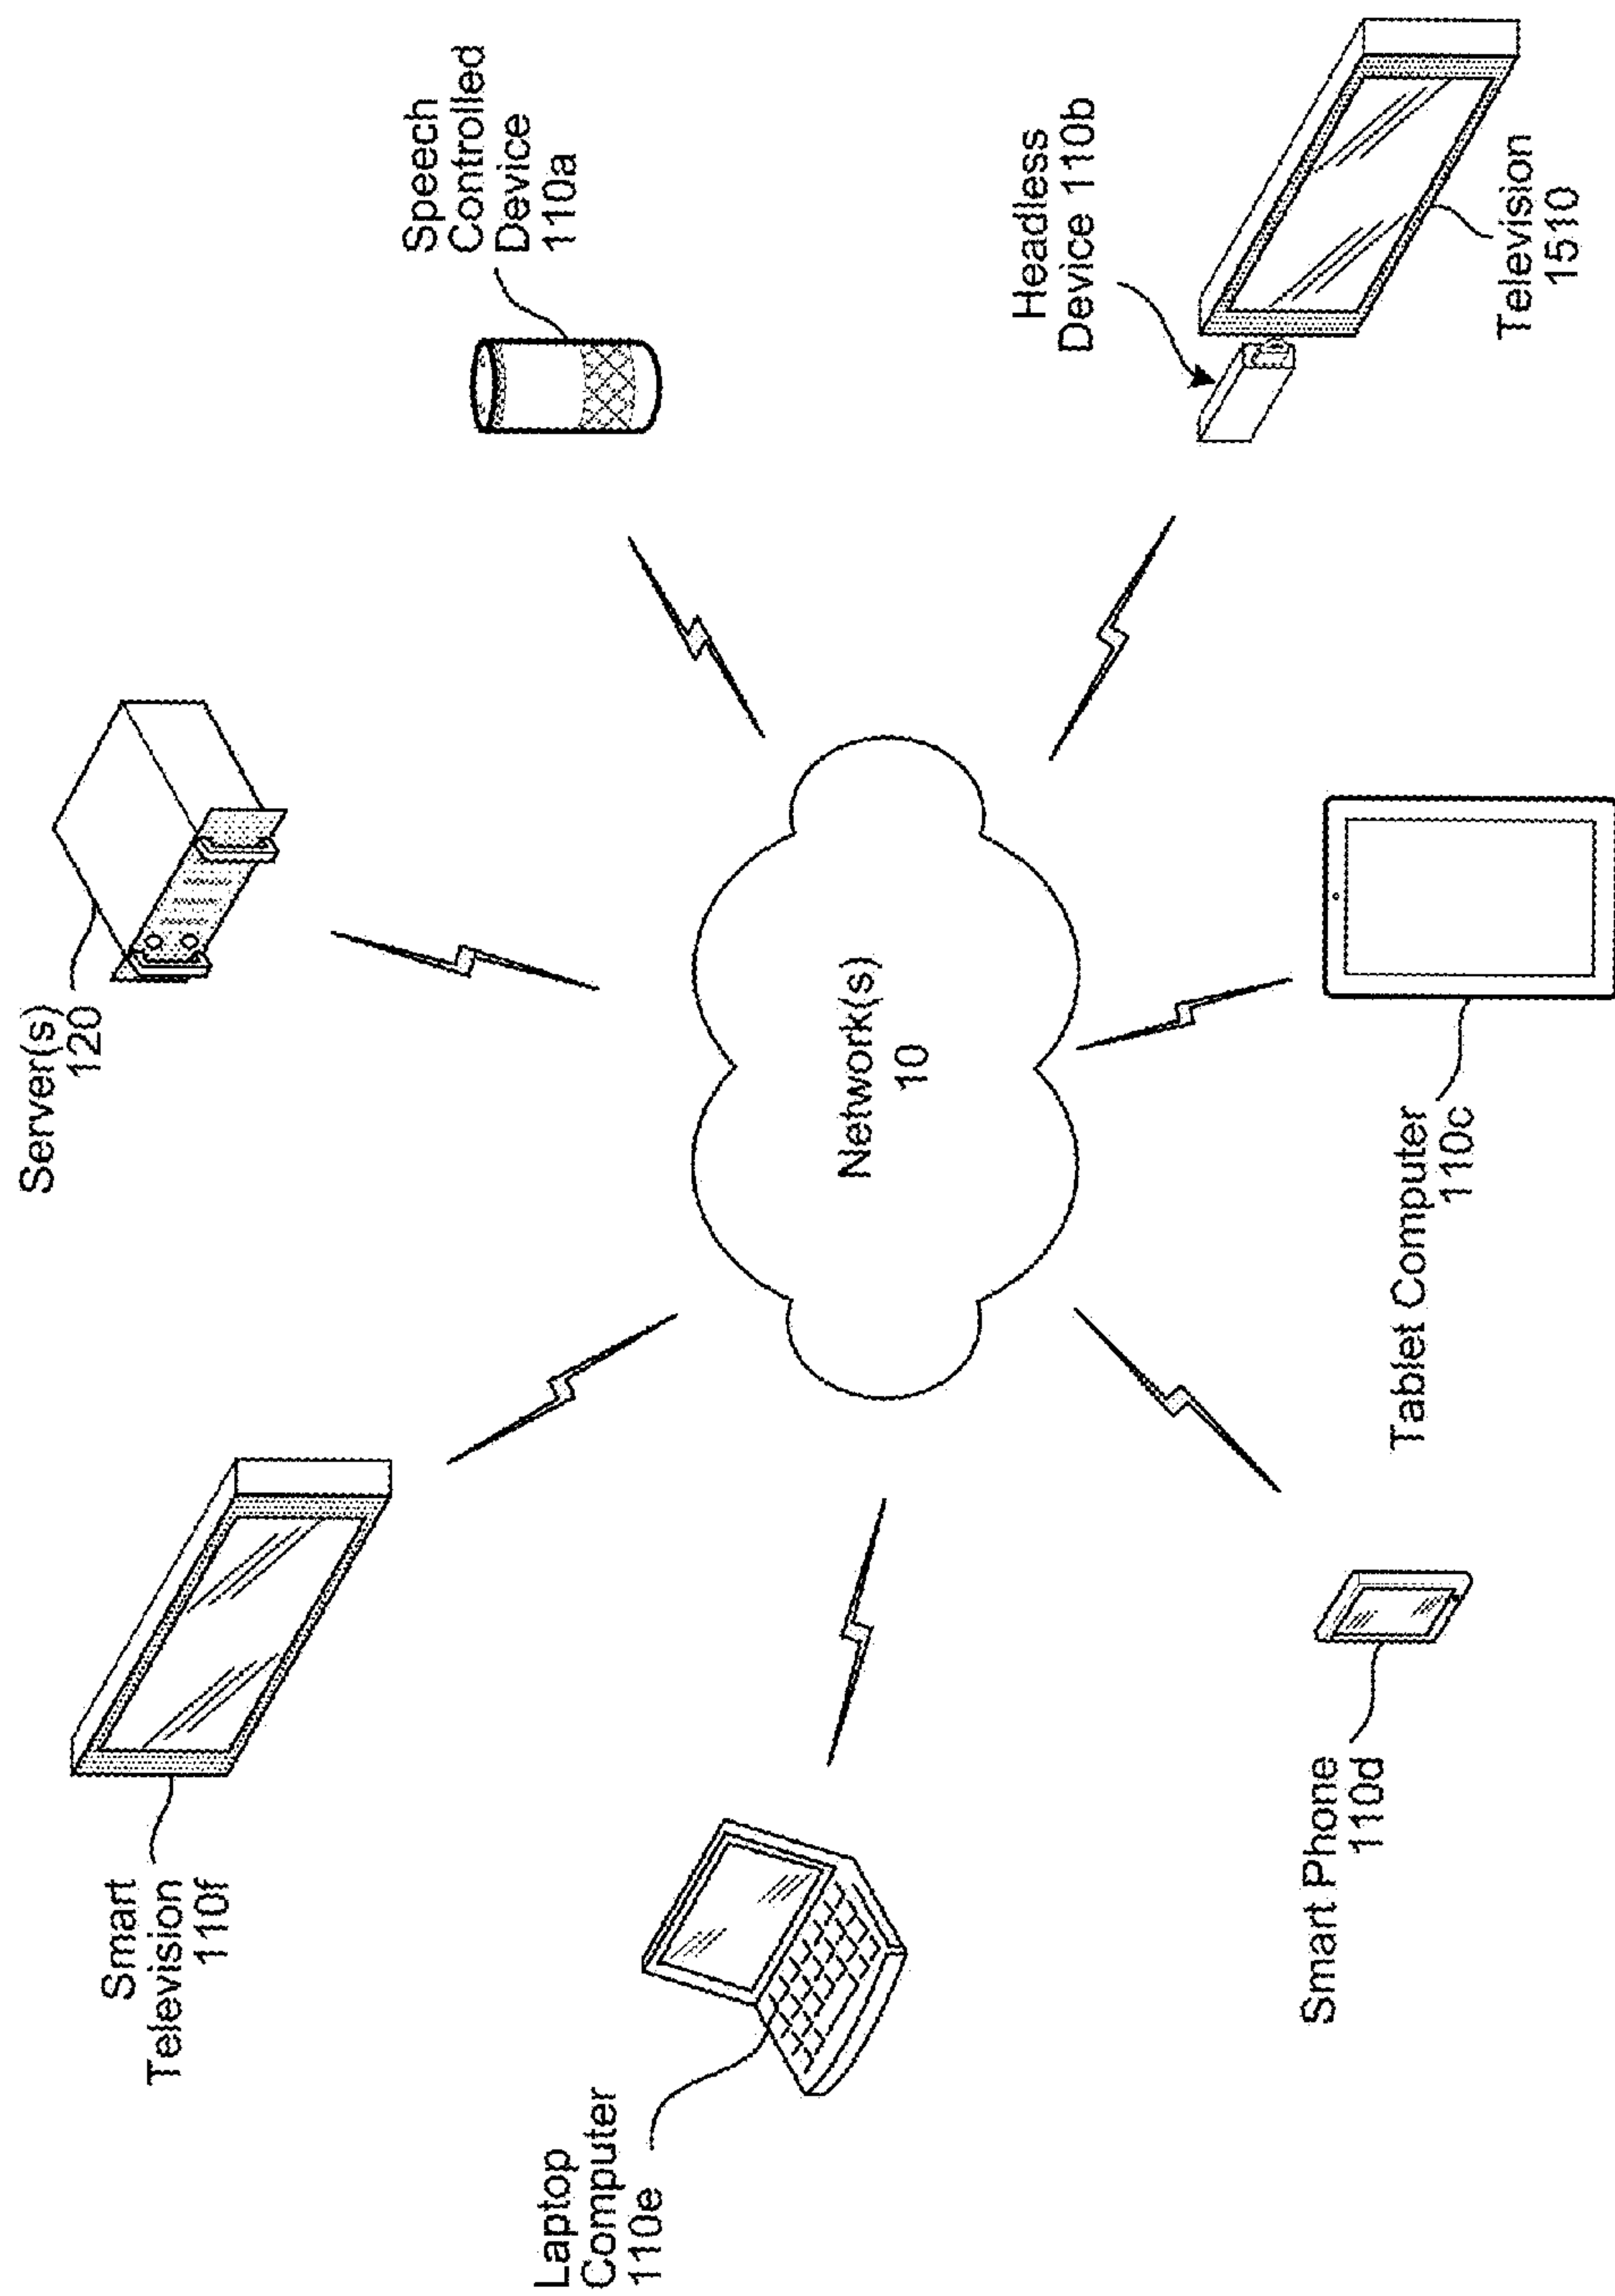 Server(s)
120
Smart
Television
110f
Speech
Controlled
Device
110a
Laptop
Computer
110e
Network(s)
10
Headless
Device 110b
Television
1510
Smart Phone
110d
Tablet Computer
110c